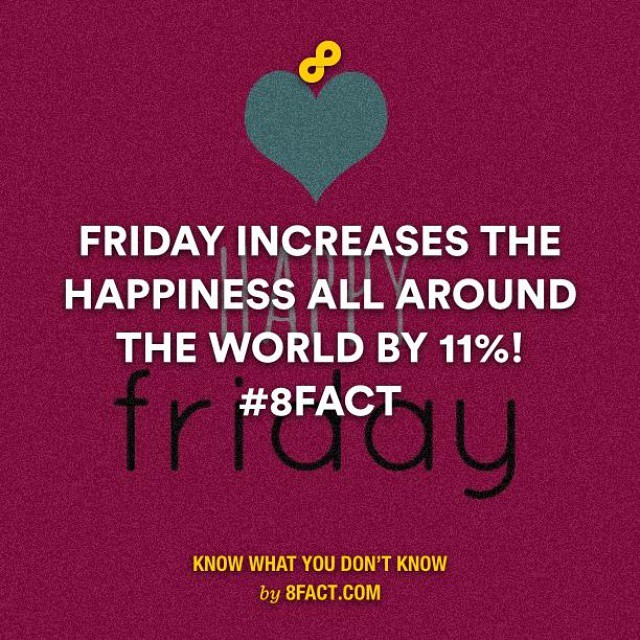 FRIDAY INCREASES THE
HAPPINESS ALL AROUND
HAPPY
THE WORLD BY 11%!
#8FACT
friday
KNOW WHAT YOU DON'T KNOW
by 8FACT.COM